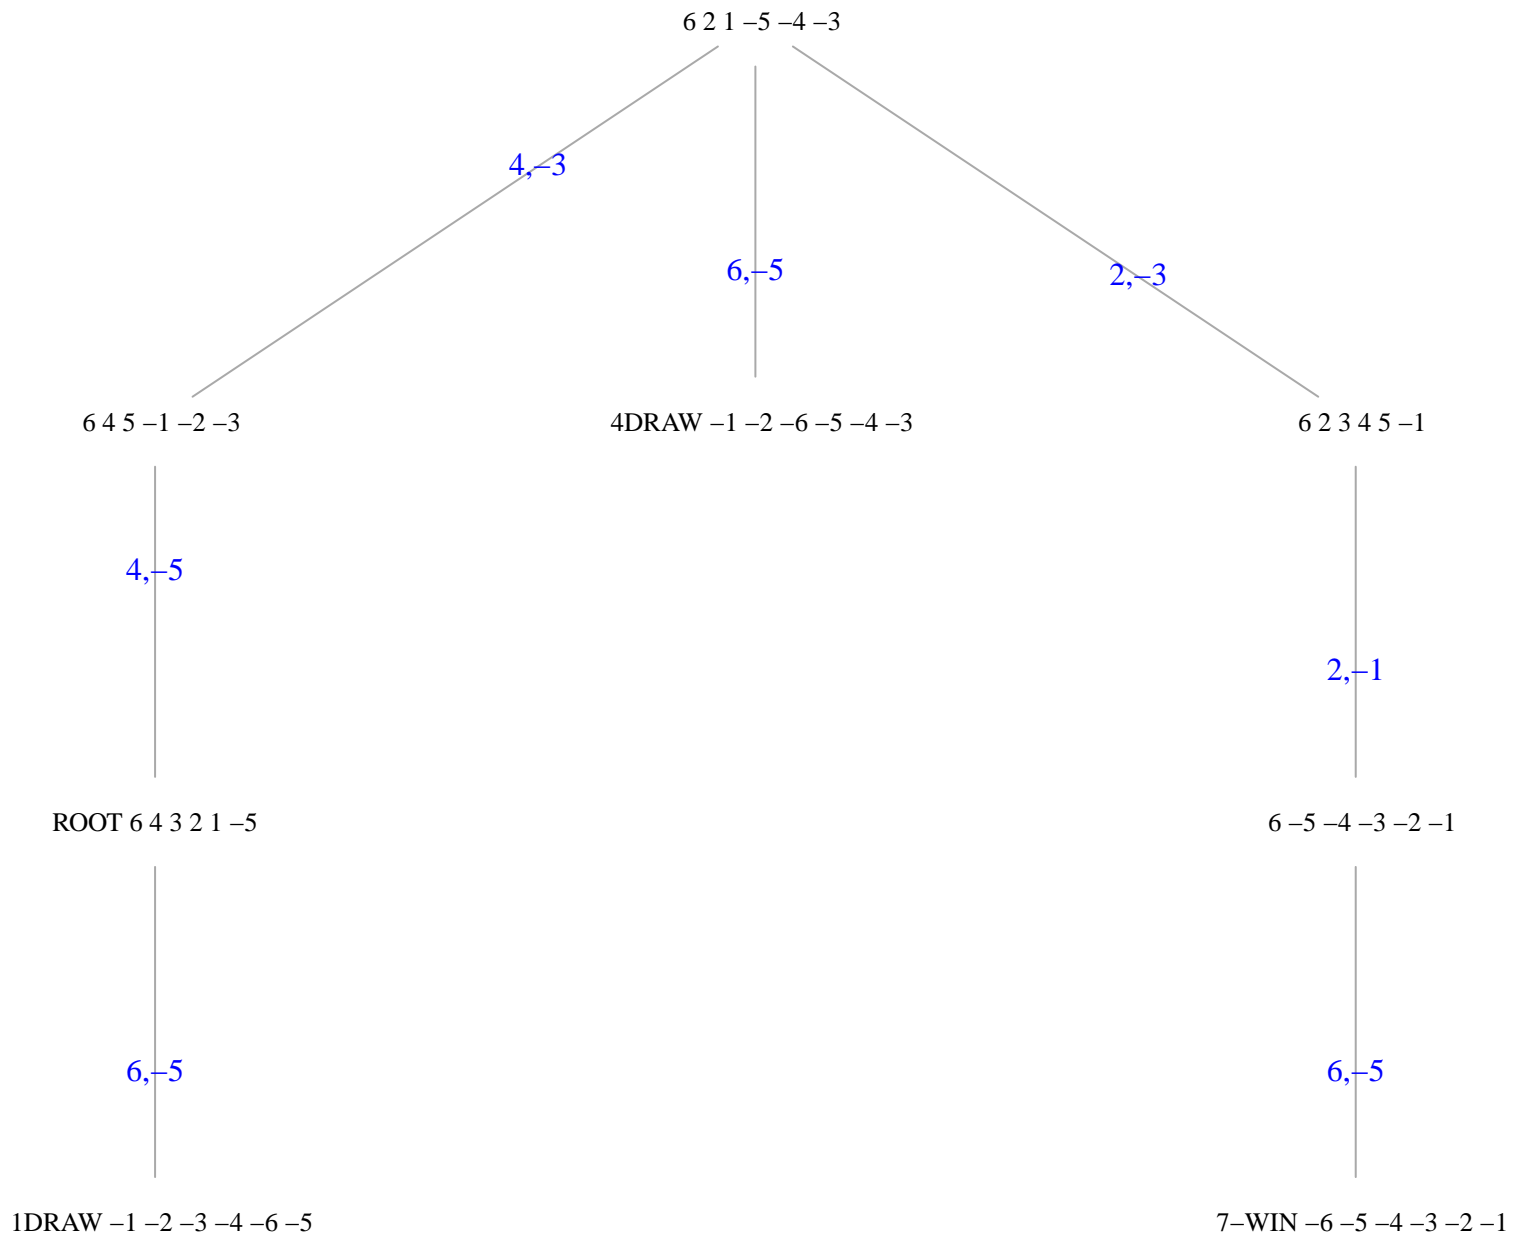 6 2 1 –5 –4 –3
4,–3
6,–5
2,–3
6 4 5 –1 –2 –3
4DRAW –1 –2 –6 –5 –4 –3
6 2 3 4 5 –1
4,–5
2,–1
ROOT 6 4 3 2 1 –5
6 –5 –4 –3 –2 –1
6,–5
6,–5
1DRAW –1 –2 –3 –4 –6 –5
7–WIN –6 –5 –4 –3 –2 –1